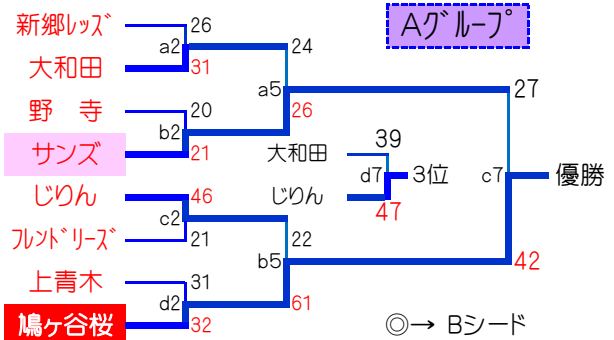 Aグループ
新郷レッズ 26
a2 24
大和田 31
a5 27
野　寺 20
26
b2
サンズ 21
大和田 39
d7 3位 c7 優勝
じりん 47
じりん 46
c2 22
フレンドリーズ 21
b5 42
上青木 31
d2 61
鳩ヶ谷桜 32
◎→ Bシード